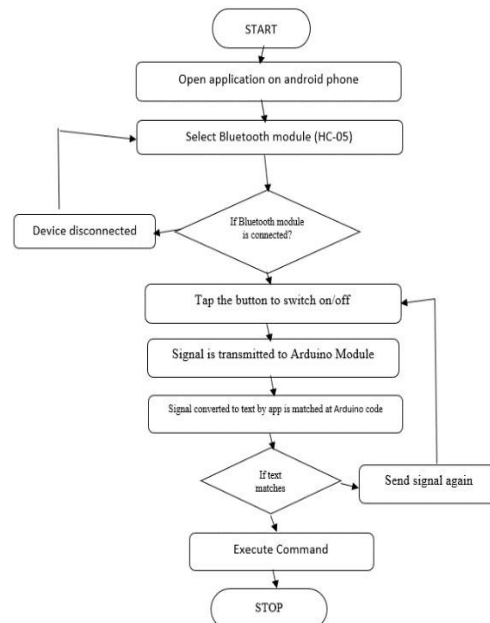 START
Open application on android phone
Select Bluetooth module (HC-05)
Device disconnected
If Bluetooth module
is connected?
Tap the button to switch on/off
Signal is transmitted to Arduino Module
Signal converted to text by app is matched at Arduino code
If text
matches
Send signal again
Execute Command
STOP